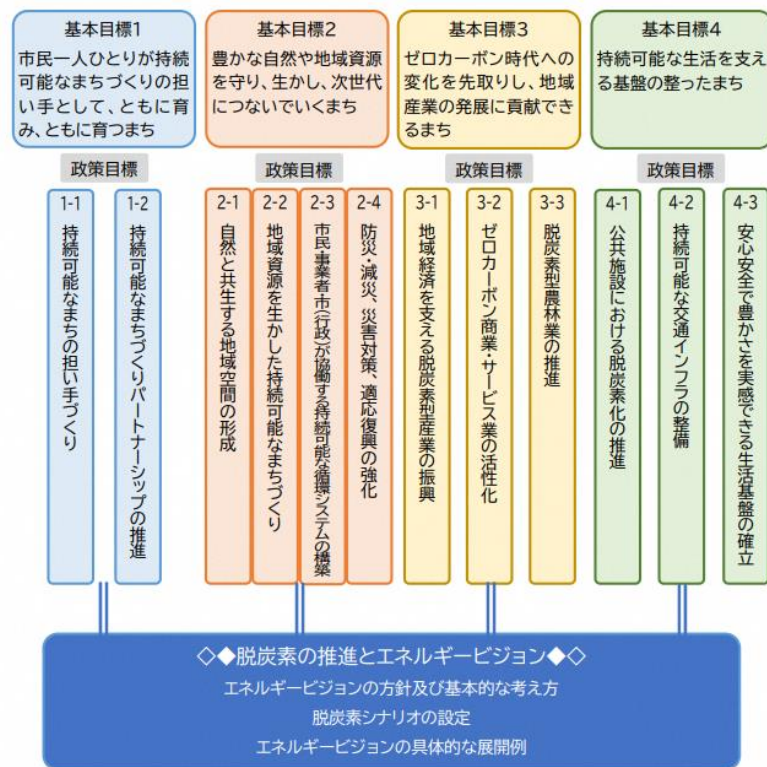 基本目標1
市民一人ひとりが持続
可能なまちづくりの担
い手として、ともに育
み、ともに育つまち
基本目標2
豊かな自然や地域資源
を守り、生かし、次世代
につないでいくまち
基本目標3
ゼロカーボン時代への
変化を先取りし、地域
産業の発展に貢献でき
るまち
基本目標4
持続可能な生活を支え
る基盤の整ったまち
政策目標
政策目標
政策目標
政策目標
1-1
持続可能なまちの担い手づくり
1-2
持続可能なまちづくりパートナーシップの推進
2-1
自然と共生する地域空間の形成
2-2
地域資源を生かした持続可能なまちづくり
2-3
市民・事業者・市(行政)が協働する持続可能な循環システムの構築
2-4
防災・減災、災害対策、適応復興の強化
3-1
地域経済を支える脱炭素型産業の振興
3-2
ゼロカーボン商業・サービス業の活性化
3-3
脱炭素型農林業の推進
4-1
公共施設における脱炭素化の推進
4-2
持続可能な交通インフラの整備
4-3
安心安全で豊かさを実感できる生活基盤の確立
◇◆脱炭素の推進とエネルギービジョン◆◇
エネルギービジョンの方針及び基本的な考え方
脱炭素シナリオの設定
エネルギービジョンの具体的な展開例